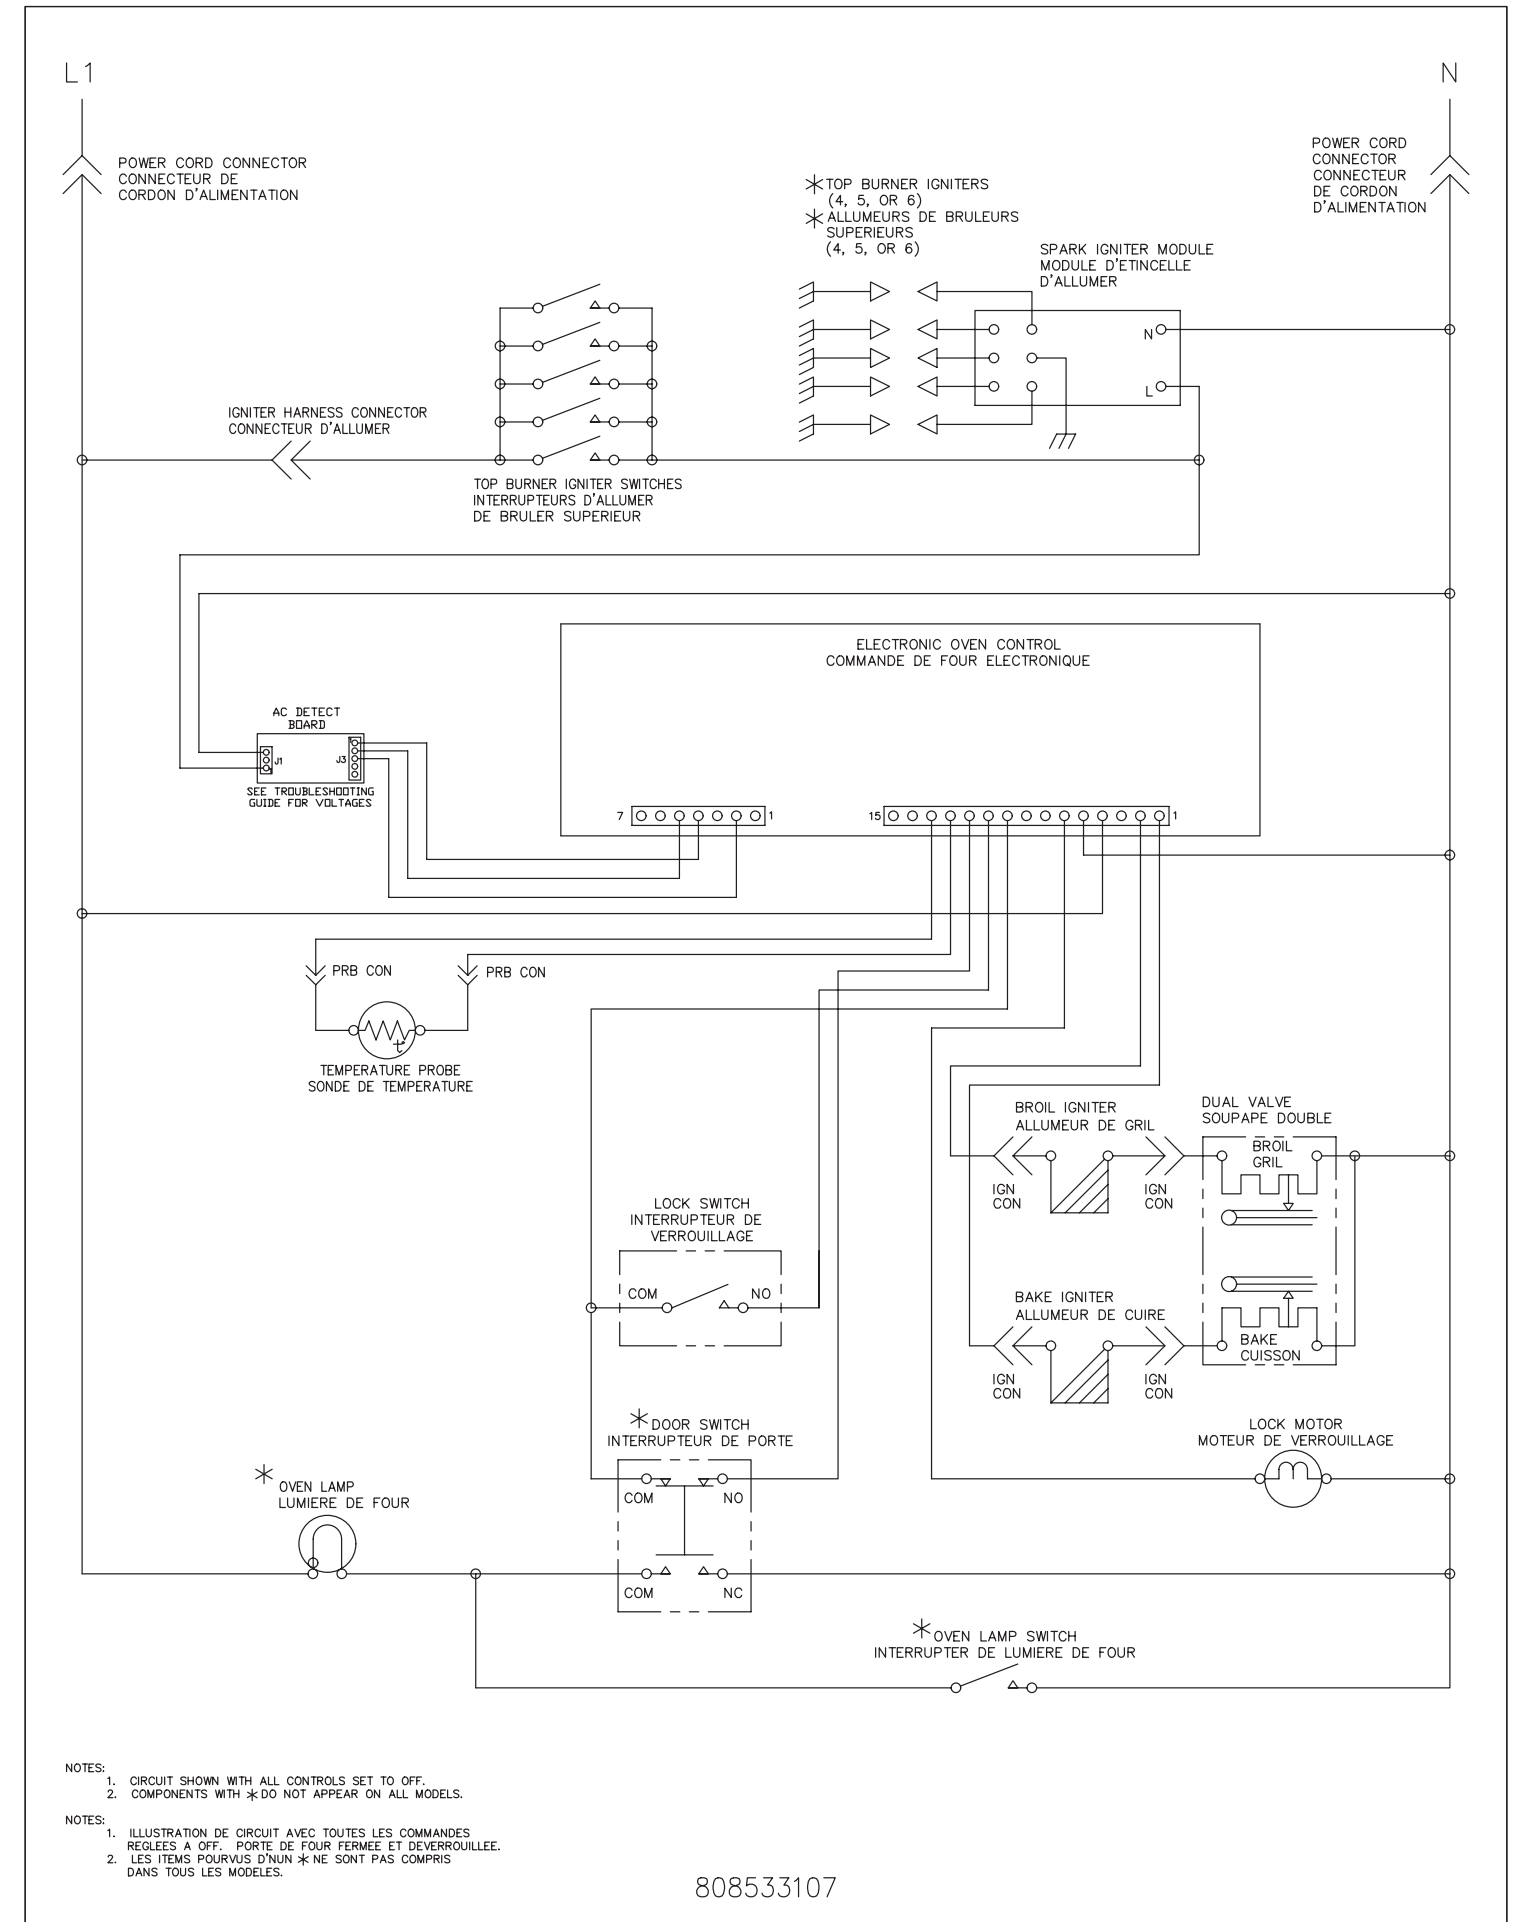 L1
N
POWER CORD CONNECTOR
CONNECTEUR DE
CORDON D'ALIMENTATION
POWER CORD
CONNECTOR
CONNECTEUR
DE CORDON
D'ALIMENTATION
TOP BURNER IGNITERS
(4, 5, OR 6)
ALLUMEURS DE BRULEURS
SUPERIEURS
(4, 5, OR 6)
SPARK IGNITER MODULE
MODULE D'ETINCELLE
D'ALLUMER
N
L
IGNITER HARNESS CONNECTOR
CONNECTEUR D'ALLUMER
TOP BURNER IGNITER SWITCHES
INTERRUPTEURS D'ALLUMER
DE BRULER SUPERIEUR
ELECTRONIC OVEN CONTROL
COMMANDE DE FOUR ELECTRONIQUE
AC DETECT
BOARD
J1
J3
1
1
SEE TROUBLESHOOTING
GUIDE FOR VOLTAGES
7
1
15
1
PRB CON
PRB CON
t°
TEMPERATURE PROBE
SONDE DE TEMPERATURE
BROIL IGNITER
ALLUMEUR DE GRIL
IGN
CON
IGN
CON
DUAL VALVE
SOUPAPE DOUBLE
BROIL
GRIL
LOCK SWITCH
INTERRUPTEUR DE
VERROUILLAGE
COM
NO
BAKE IGNITER
ALLUMEUR DE CUIRE
IGN
CON
IGN
CON
BAKE
CUISSON
*DOOR SWITCH
INTERRUPTEUR DE PORTE
COM
NO
COM
NC
LOCK MOTOR
MOTEUR DE VERROUILLAGE
* OVEN LAMP
LUMIERE DE FOUR
*OVEN LAMP SWITCH
INTERRUPTER DE LUMIERE DE FOUR
NOTES:
1. CIRCUIT SHOWN WITH ALL CONTROLS SET TO OFF.
2. COMPONENTS WITH * DO NOT APPEAR ON ALL MODELS.
NOTES:
1. ILLUSTRATION DE CIRCUIT AVEC TOUTES LES COMMANDES
REGLEES A OFF. PORTE DE FOUR FERMEE ET DEVERROUILLEE.
2. LES ITEMS POURVUS D'NUN * NE SONT PAS COMPRIS
DANS TOUS LES MODELES.
808533107